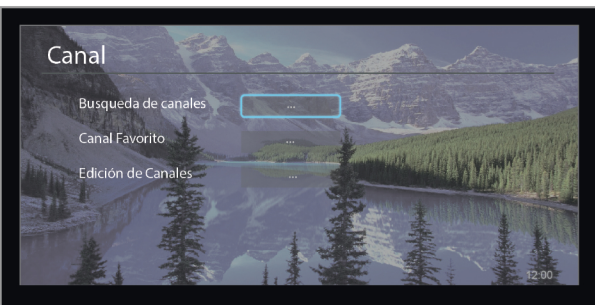 Canal
Busqueda de canales ...
Canal Favorito ...
Edición de Canales ...
12:00